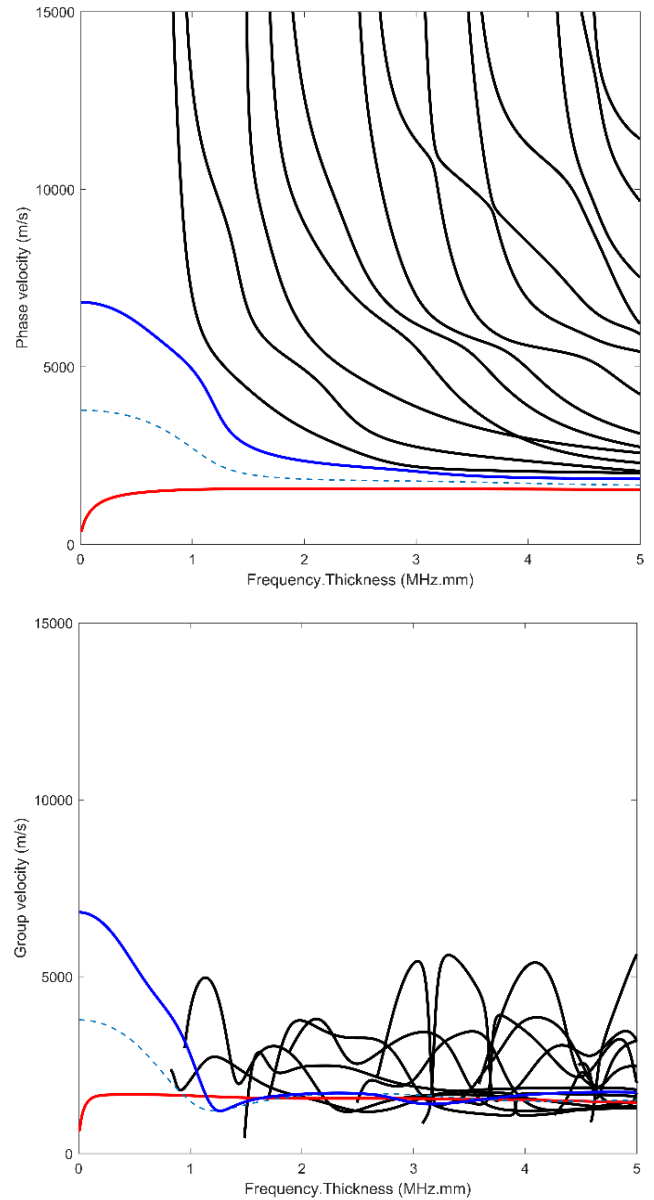 15000
10000
5000
0
Phase velocity (m/s)
0 1 2 3 4 5
Frequency.Thickness (MHz.mm)
15000
10000
5000
0
Group velocity (m/s)
0 1 2 3 4 5
Frequency.Thickness (MHz.mm)